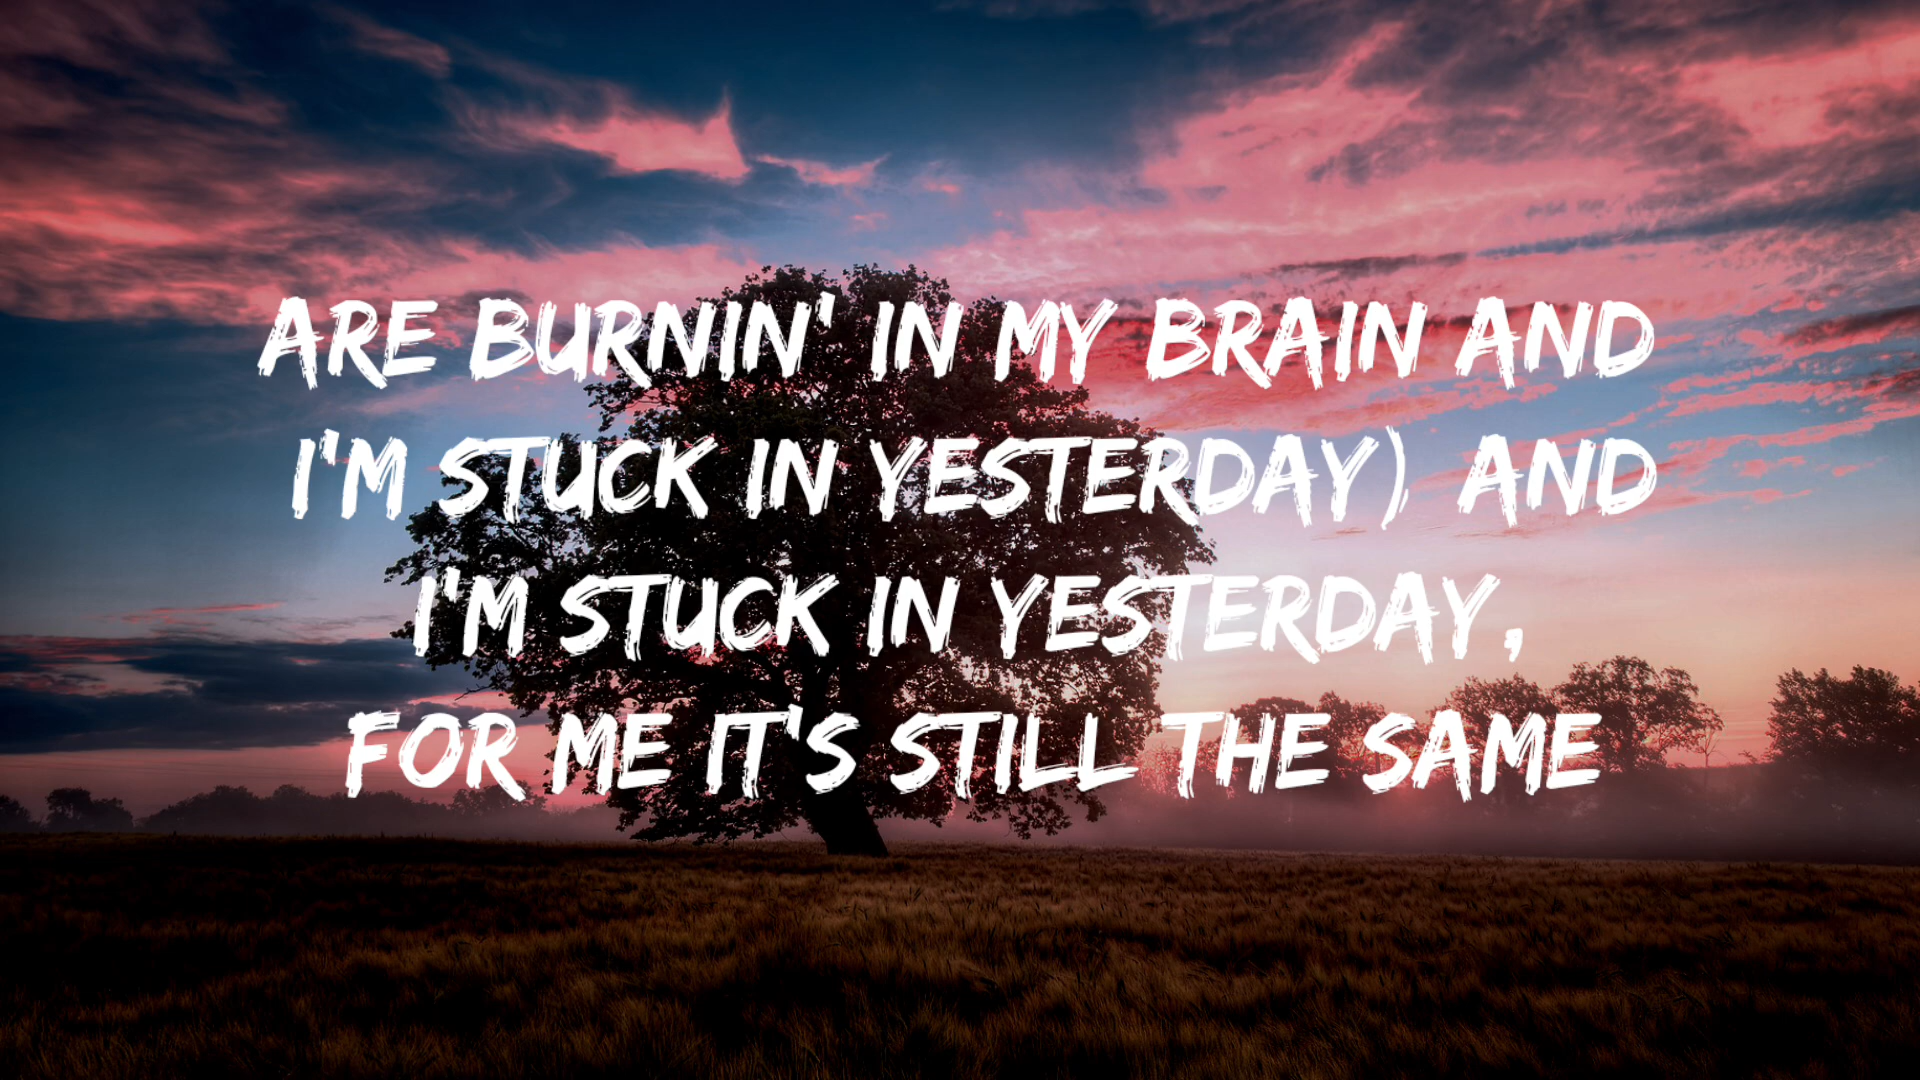 ARE BURNIN' IN MY BRAIN AND
I'M STUCK IN YESTERDAY) AND
I'M STUCK IN YESTERDAY,
FOR ME IT'S STILL THE SAME